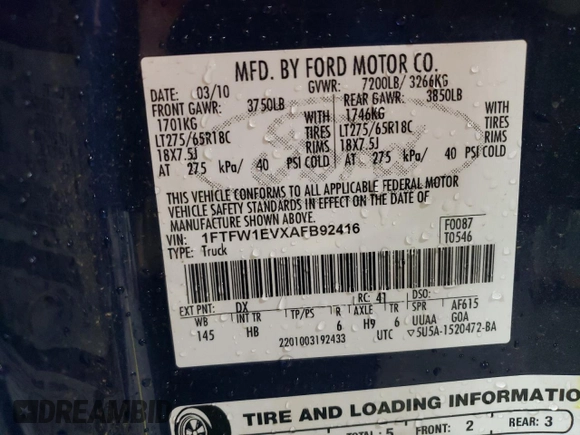 MFD. BY FORD MOTOR CO.
DATE: 03/10 GVWR: 7200LB/ 3266KG
FRONT GAWR: 3750LB REAR GAWR: 3850LB
1701KG WITH 1746KG WITH
LT275/65R18C TIRES LT275/65R18C TIRES
18X7.5J RIMS 18X7.5J RIMS
AT 275 kPa/ 40 PSI COLD AT 275 kPa/ 40 PSI COLD
THIS VEHICLE CONFORMS TO ALL APPLICABLE FEDERAL MOTOR
VEHICLE SAFETY STANDARDS IN EFFECT ON THE DATE OF
MANUFACTURE SHOWN ABOVE.
VIN: 1FTFW1EVXAFB92416 F0087
TYPE: Truck T0546
EXT PNT: DX RC: 41 DSO:
WB INT TR TP/PS R AXLE TR SPR AF615
145 HB 6 H9 6 UUAA G0A
2201003192433 UTC ▽5U5A-1520472-BA
TIRE AND LOADING INFORMATION
TOTAL: 5 FRONT: 2 REAR: 3
DREAMBID